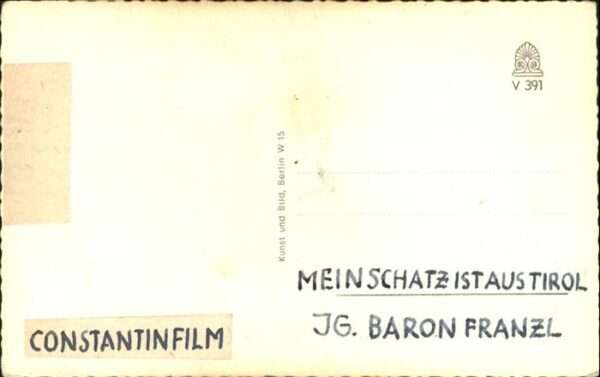 V 391
Kunst und Bild, Berlin W 15
MEIN SCHATZ IST AUS TIROL
JG. BARON FRANZL
CONSTANTINFILM